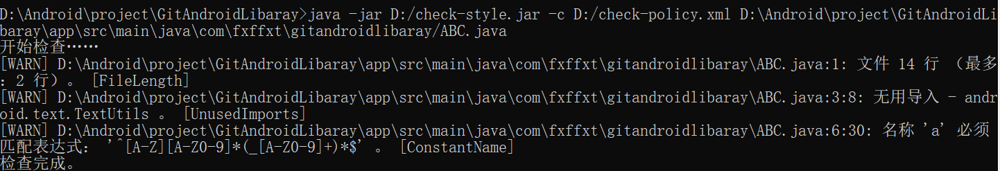 D:\Android\project\GitAndroidLibaray>java -jar D:/check-style.jar -c D:/check-policy.xml D:\Android\project\GitAndroidLi
baray\app\src\main\java\com\fxffxt\gitandroidlibaray/ABC.java
开始检查……
[WARN] D:\Android\project\GitAndroidLibaray\app\src\main\java\com\fxffxt\gitandroidlibaray\ABC.java:1: 文件 14 行 （最多
：2 行）。 [FileLength]
[WARN] D:\Android\project\GitAndroidLibaray\app\src\main\java\com\fxffxt\gitandroidlibaray\ABC.java:3:8: 无用导入 - andr
oid.text.TextUtils 。 [UnusedImports]
[WARN] D:\Android\project\GitAndroidLibaray\app\src\main\java\com\fxffxt\gitandroidlibaray\ABC.java:6:30: 名称 'a' 必须
匹配表达式： '^[A-Z][A-Z0-9]*(_[A-Z0-9]+)*$' 。 [ConstantName]
检查完成。